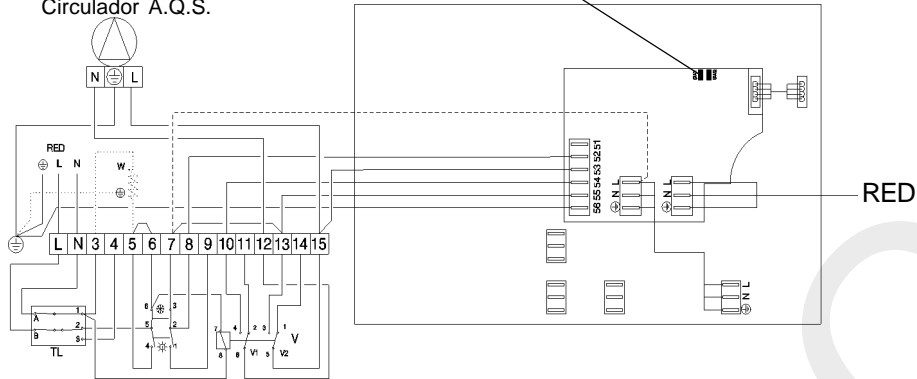 Circulador A.Q.S.
N L
RED
L N
W
L N 3 4 5 6 7 8 9 10 11 12 13 14 15
A
B
1
2
3
TL
6 3
5 2
4 1
7
8
4 2 3 1
6 V1 5 V2
V
51
52
53
54
55
56
L
N
L
N
RED
L
N